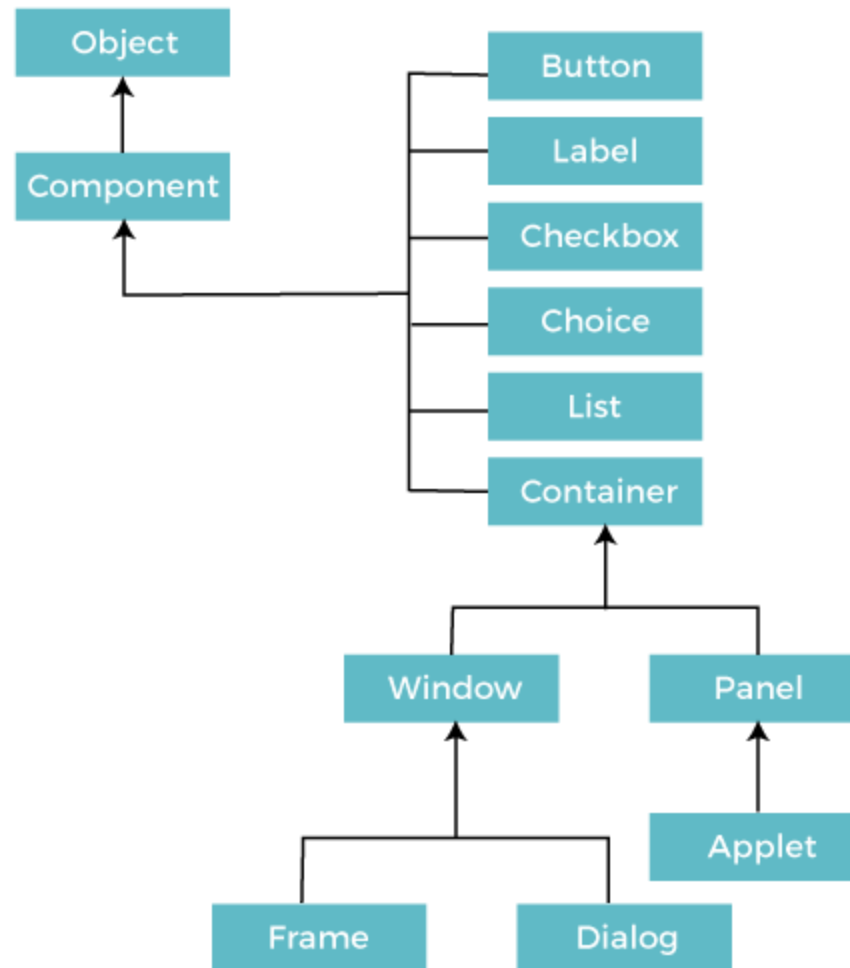 Object
Button
Label
Component
Checkbox
Choice
List
Container
Window
Panel
Applet
Frame
Dialog